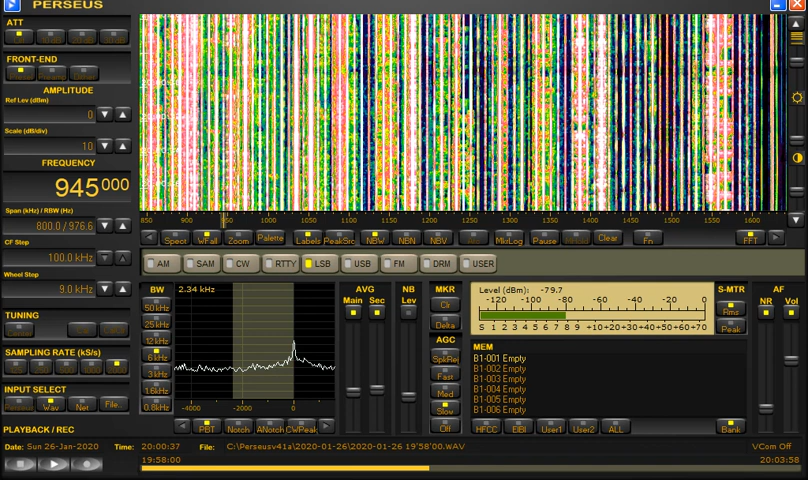 PERSEUS
ATT
FRONT-END
AMPLITUDE
Ref Lev (dBm)
0
Scale (dB/div)
10
FREQUENCY
945000
Span (kHz) / RBW (Hz)
800.0 / 976.6
CF Step
100.0 kHz
Wheel Step
9.0 kHz
TUNING
SAMPLING RATE (kS/s)
INPUT SELECT
Wav Net File..
850 900 1000 1050 1100 1150 1200 1250 1300 1350 1400 1450 1500 1550 1600
Spect WFall Zoom Palette Labels PeakSrc NBW NBN NBV MkrLog Pause Clear Fn FFT
AM SAM CW RTTY LSB USB FM DRM USER
BW
50 kHz
25 kHz
12 kHz
6 kHz
3 kHz
1.6kHz
0.8kHz
2.34 kHz
-4000 -2000 0
PBT Notch ANotch CWPeak
AVG
Main Sec
NB
Lev
MKR
Clr
Delta
AGC
Fast
Med
Slow
Off
Level (dBm): -79.7
-120 -100 -80 -60 -40 -20 0
S 1 2 3 4 5 6 7 8 9 +10+20+30+40+50+60+70
S-MTR
Rms
Peak
AF
NR Vol
MEM
B1-001 Empty
B1-002 Empty
B1-003 Empty
B1-004 Empty
B1-005 Empty
B1-006 Empty
HFCC EIBI User1 User2 ALL Bank
PLAYBACK / REC
Date: Sun 26-Jan-2020 Time: 20:00:37 File: C:\Perseusv41a\2020-01-26\2020-01-26 19'58'00.WAV VCom Off
19:58:00 20:03:58